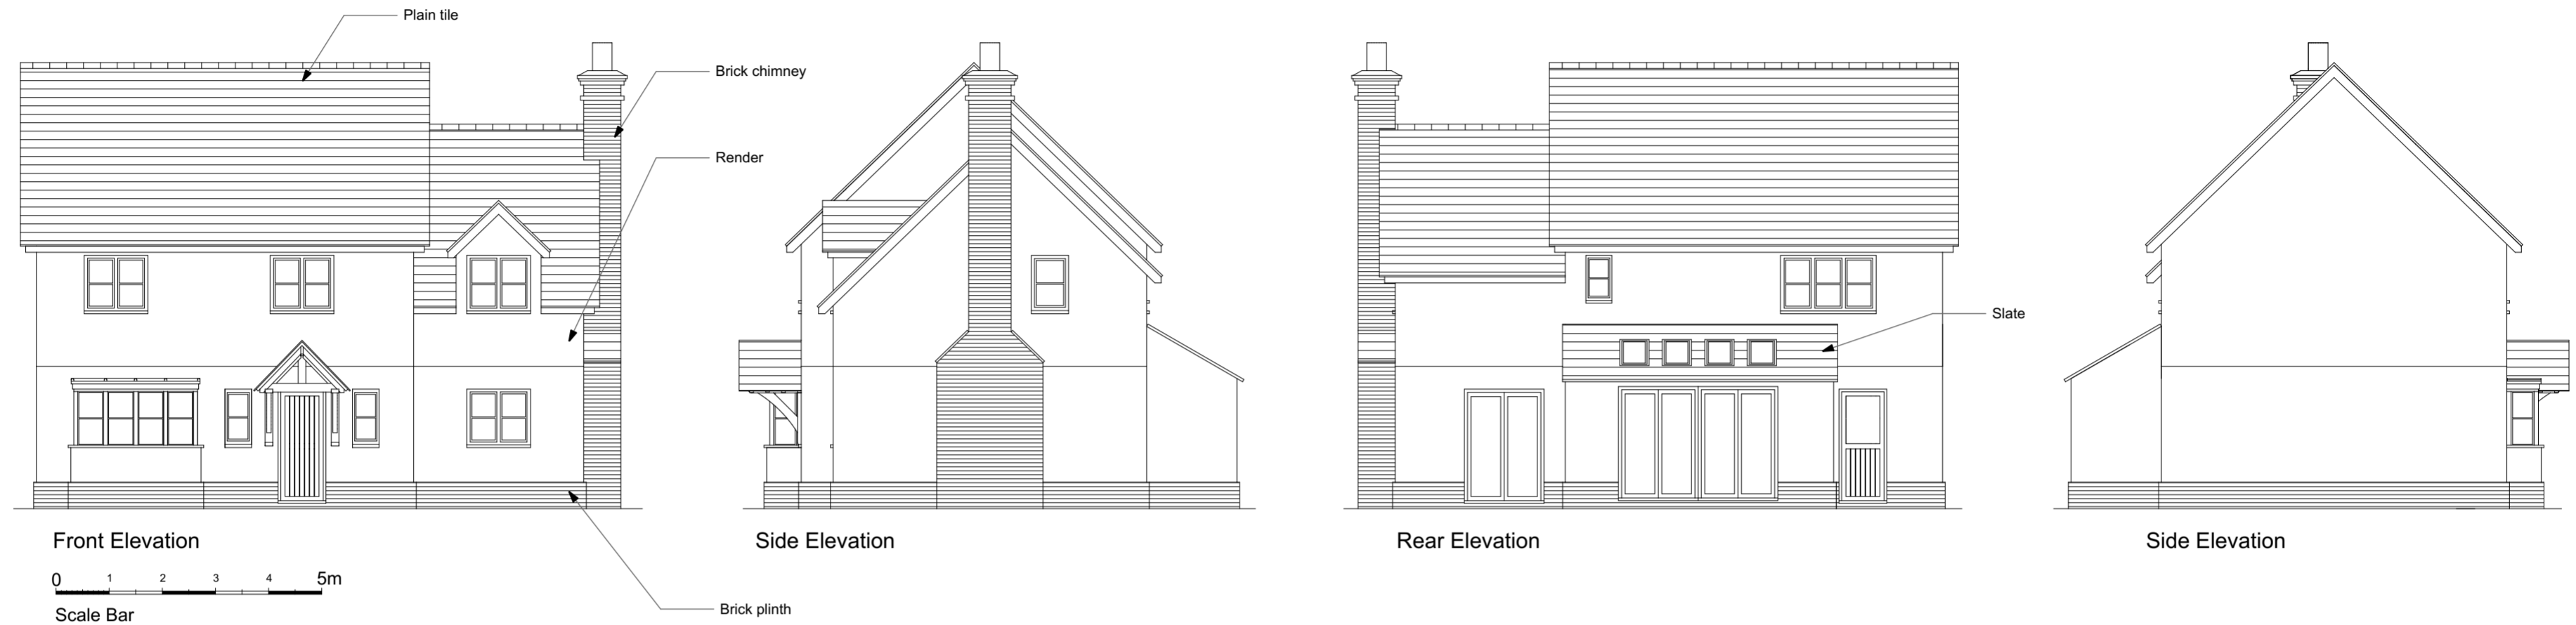 Plain tile
Brick chimney
Render
Slate
Front Elevation
Side Elevation
Rear Elevation
Side Elevation
0 1 2 3 4 5m
Scale Bar
Brick plinth